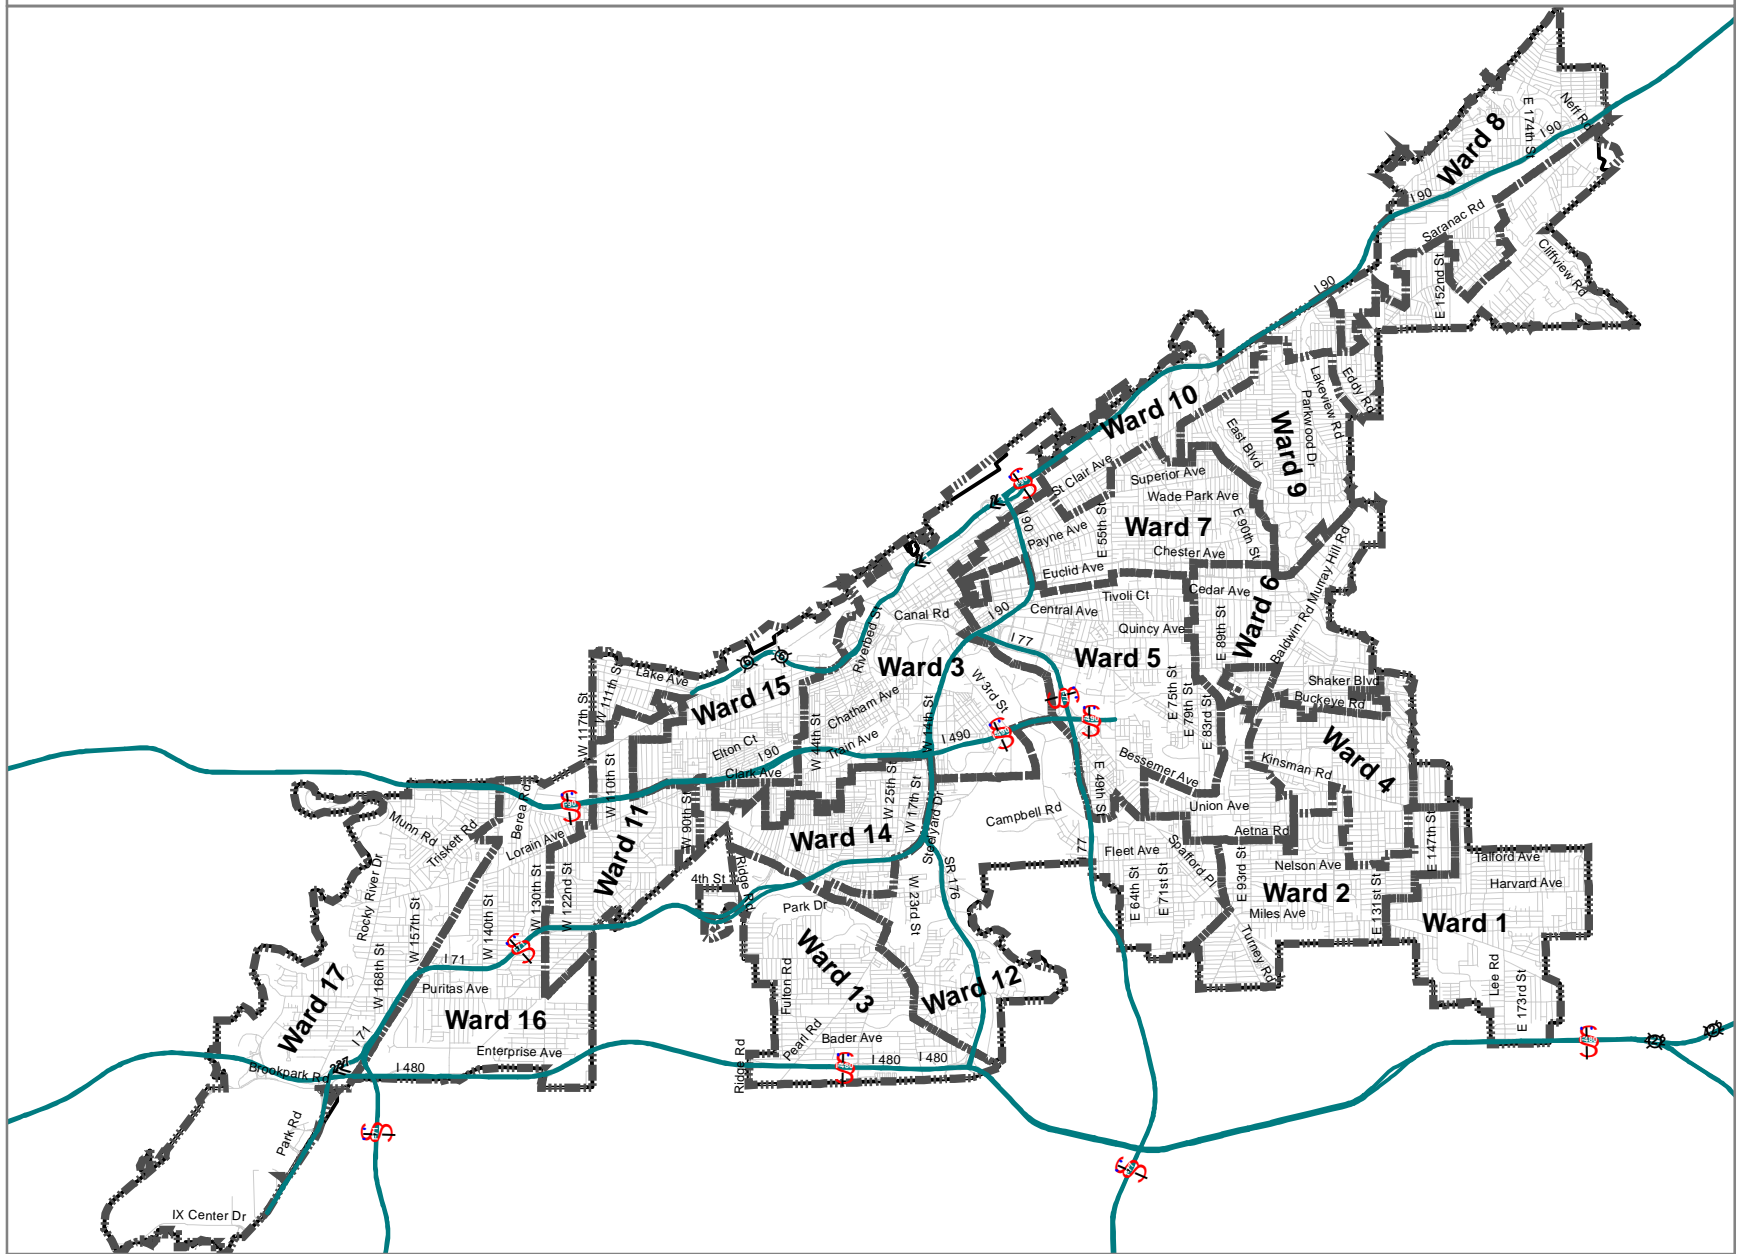 Ward 8
E 174th St
Neff Rd
I 90
I 90
Saranac Rd
E 152nd St
Cliffview Rd
I 90
Ward 10
Lakeview Rd
Eddy Rd
Parkwood Dr
East Blvd
Ward 9
St Clair Ave
Superior Ave
Wade Park Ave
I 90
Payne Ave
E 55th St
Ward 7
E 90th St
Chester Ave
Euclid Ave
Murray Hill Rd
Cedar Ave
Tivoli Ct
Ward 6
Central Ave
I 90
Canal Rd
Riverbed St
Quincy Ave
E 89th St
Baldwin Rd
I 77
Ward 5
Ward 3
Lake Ave
W 111th St
W 117th St
Ward 15
W 3rd St
E 75th St
E 79th St
E 83rd St
Shaker Blvd
Buckeye Rd
Chatham Ave
W 44th St
W 14th St
Train Ave
I 490
Elton Ct
I 90
Clark Ave
Ward 4
Kinsman Rd
Bessemer Ave
E 49th St
W 110th St
W 25th St
W 17th St
Steelyard Dr
Campbell Rd
Union Ave
Aetna Rd
Munn Rd
Triskett Rd
Berea Rd
Lorain Ave
Ward 11
W 90th St
Ward 14
I 77
Fleet Ave
Spafford Pl
E 93rd St
Nelson Ave
E 147th St
Talford Ave
Harvard Ave
Rocky River Dr
4th St
Ridge Rd
SR 176
W 23rd St
E 64th St
E 71st St
Ward 2
Miles Ave
E 131st St
Ward 1
W 157th St
W 140th St
W 130th St
W 122nd St
Park Dr
Turney Rd
W 168th St
I 71
Puritas Ave
Ward 17
Ward 16
Fulton Rd
Ward 13
Ward 12
Lee Rd
E 173rd St
I 71
Enterprise Ave
Pearl Rd
Bader Ave
Brookpark Rd
I 480
Ridge Rd
I 480
I 480
Park Rd
IX Center Dr